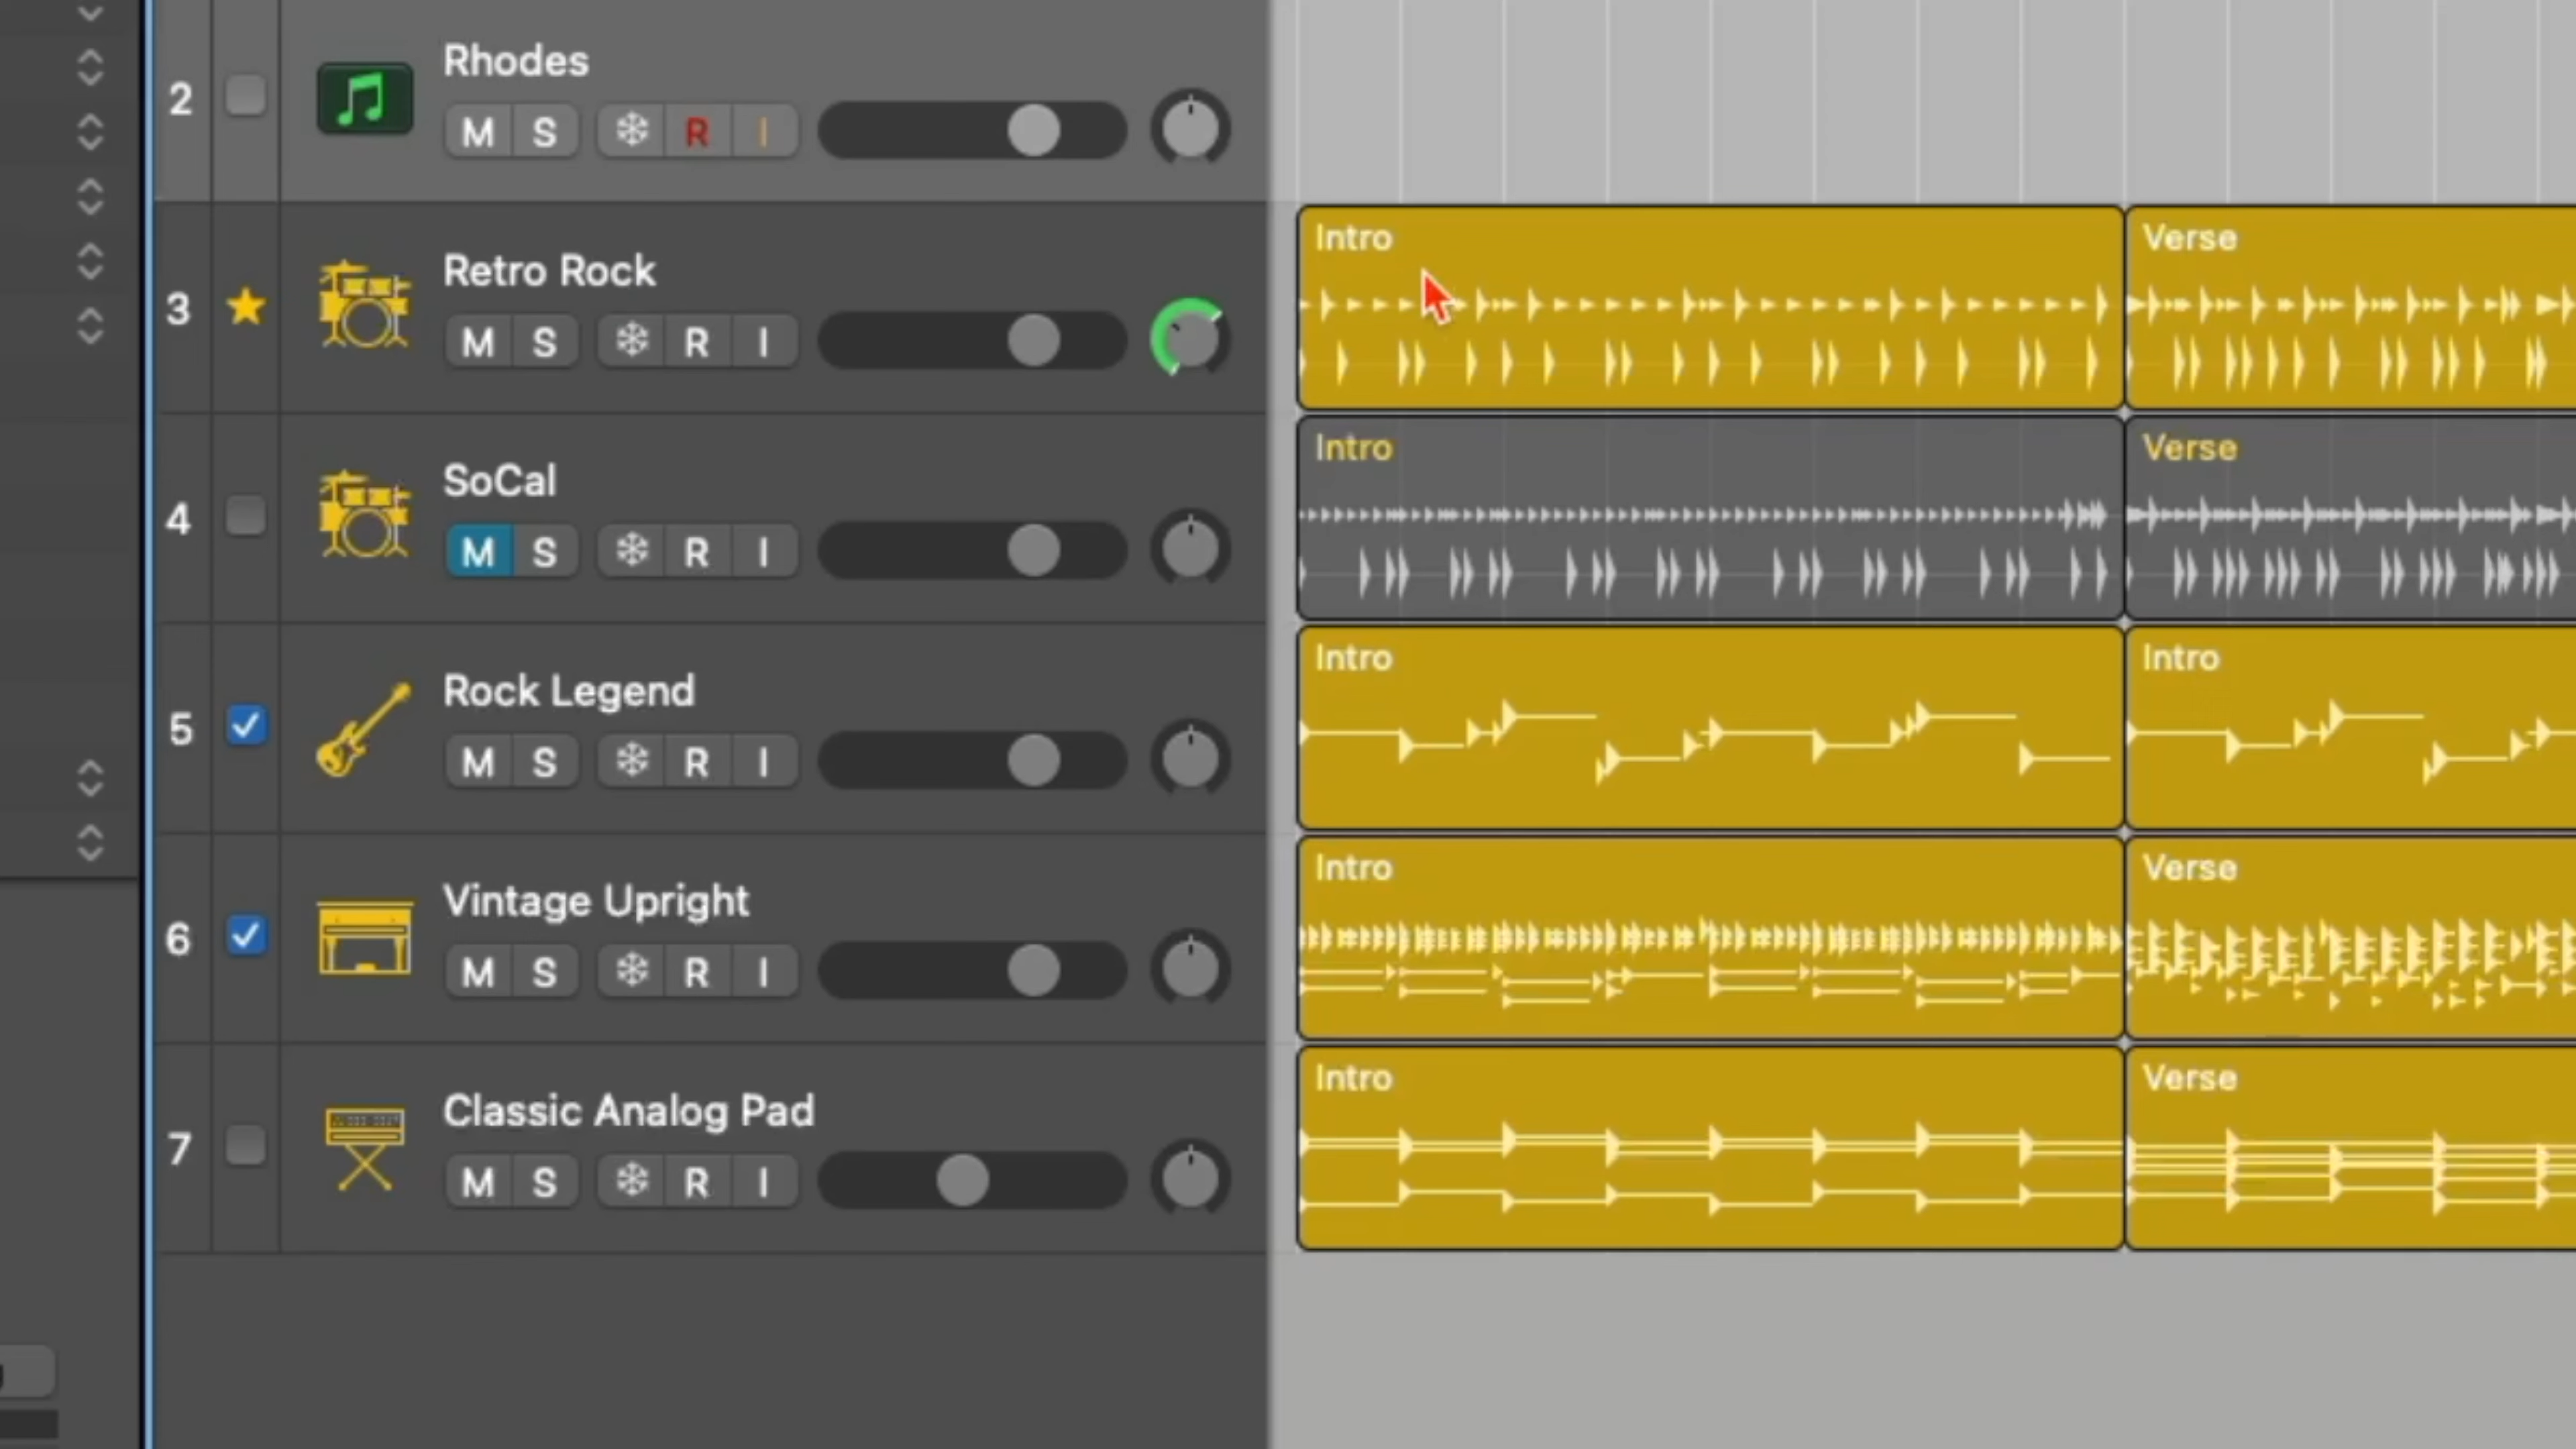 2
Rhodes
M S R I
3
Retro Rock
M S R I
Intro
Verse
4
SoCal
M S R I
Intro
Verse
5
Rock Legend
M S R I
Intro
Intro
6
Vintage Upright
M S R I
Intro
Verse
7
Classic Analog Pad
M S R I
Intro
Verse